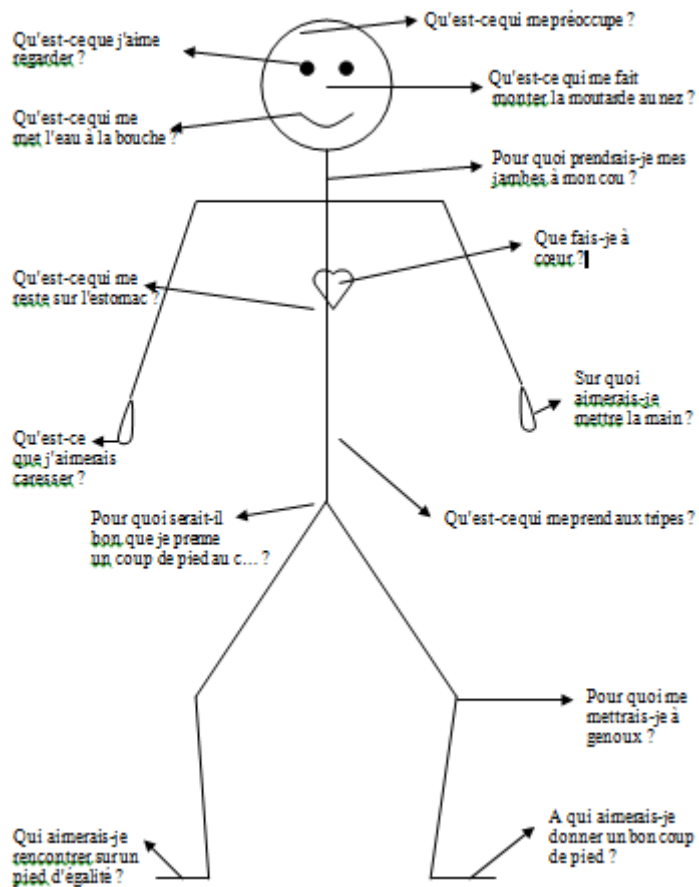 Qu'est-ce qui me préoccupe ?
Qu'est-ce que j'aime
regarder ?
Qu'est-ce qui me fait
monter la moutarde au nez ?
Qu'est-ce qui me
met l'eau à la bouche ?
Pour quoi prendrais-je mes
jambes à mon cou ?
Que fais-je à
cœur ?
Qu'est-ce qui me
reste sur l'estomac ?
Sur quoi
aimerais-je
mettre la main ?
Qu'est-ce
que j'aimerais
caresser ?
Pour quoi serait-il
bon que je prenne
un coup de pied au c... ?
Qu'est-ce qui me prend aux tripes ?
Pour quoi me
mettrais-je à
genoux ?
Qui aimerais-je
rencontrer sur un
pied d'égalité ?
A qui aimerais-je
donner un bon coup
de pied ?